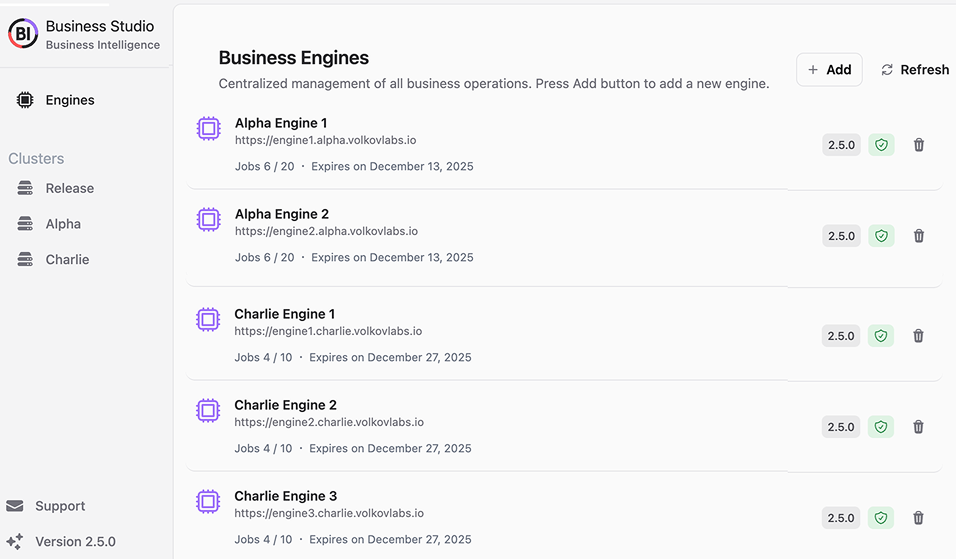 BI
Business Studio
Business Intelligence
Engines
Clusters
Release
Alpha
Charlie
Support
Version 2.5.0
Business Engines
Centralized management of all business operations. Press Add button to add a new engine.
+ Add
Refresh
Alpha Engine 1
https://engine1.alpha.volkovlabs.io
Jobs 6 / 20 · Expires on December 13, 2025
2.5.0
Alpha Engine 2
https://engine2.alpha.volkovlabs.io
Jobs 6 / 20 · Expires on December 13, 2025
2.5.0
Charlie Engine 1
https://engine1.charlie.volkovlabs.io
Jobs 4 / 10 · Expires on December 27, 2025
2.5.0
Charlie Engine 2
https://engine2.charlie.volkovlabs.io
Jobs 4 / 10 · Expires on December 27, 2025
2.5.0
Charlie Engine 3
https://engine3.charlie.volkovlabs.io
Jobs 4 / 10 · Expires on December 27, 2025
2.5.0